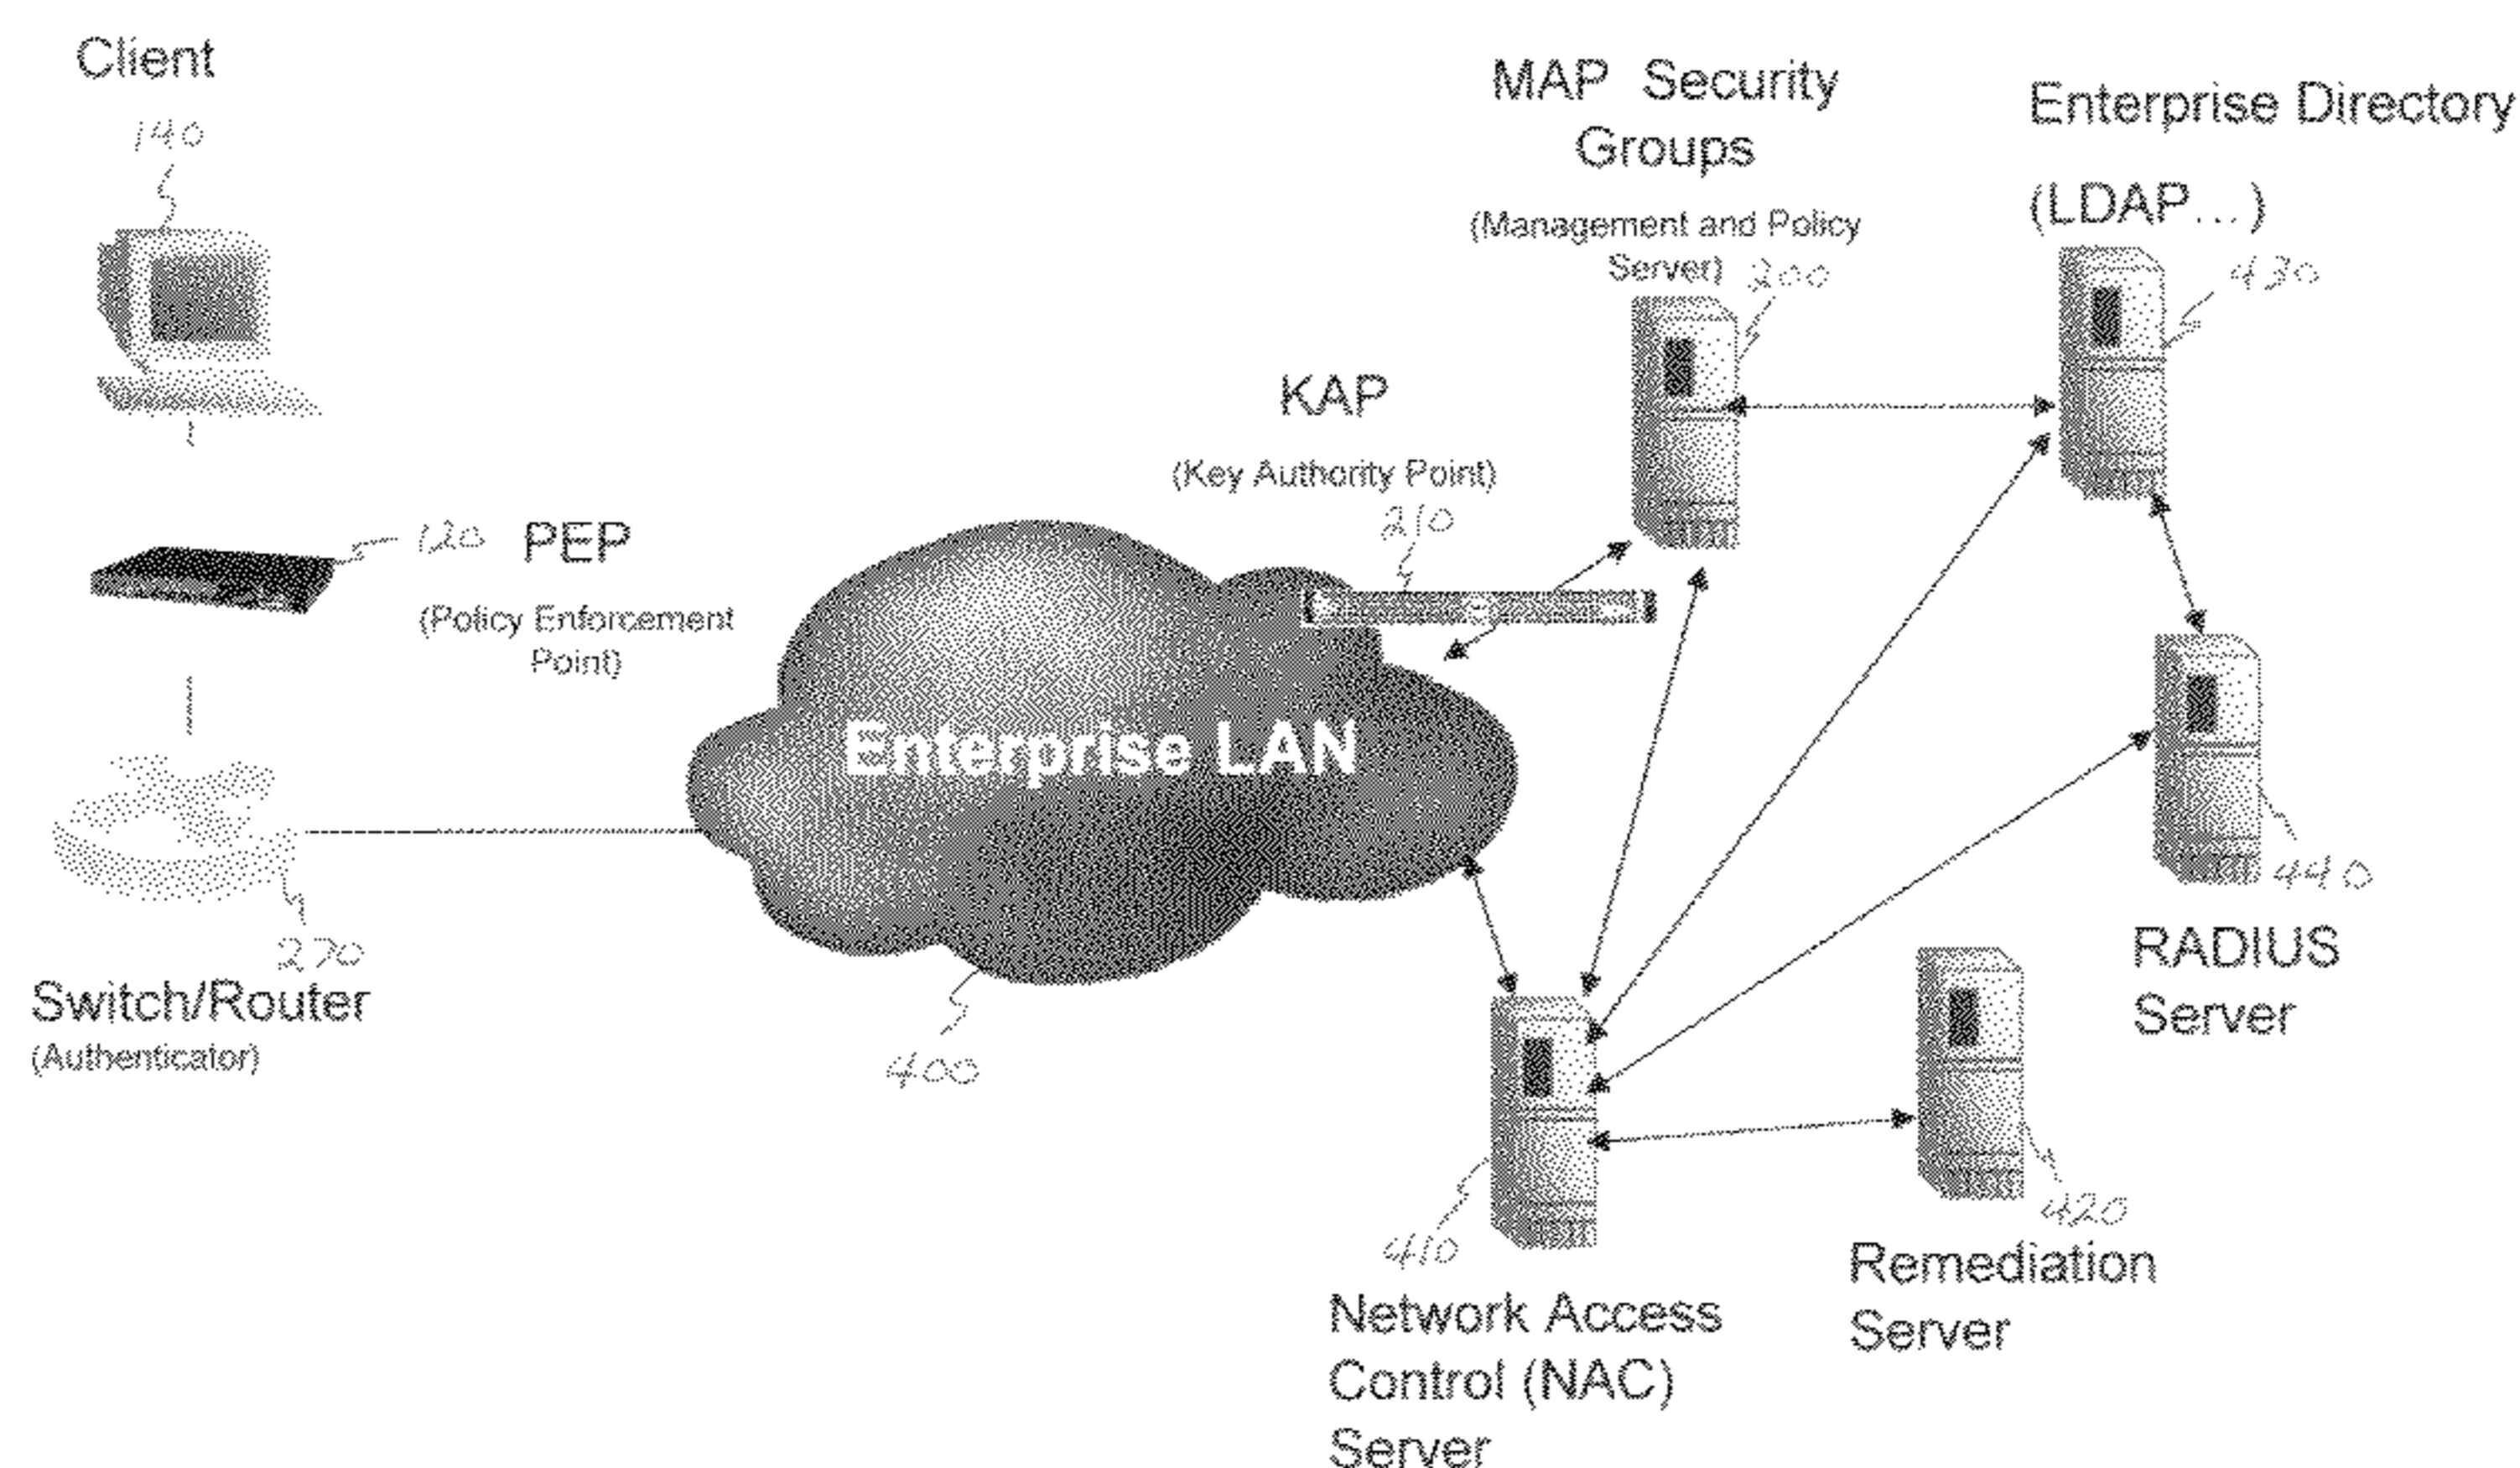 Client
140
120
PEP
(Policy Enforcement
Point)
270
Switch/Router
(Authenticator)
Enterprise LAN
400
KAP
(Key Authority Point)
210
MAP Security
Groups
(Management and Policy
Server)
200
Enterprise Directory
(LDAP...)
430
440
RADIUS
Server
420
Remediation
Server
410
Network Access
Control (NAC)
Server